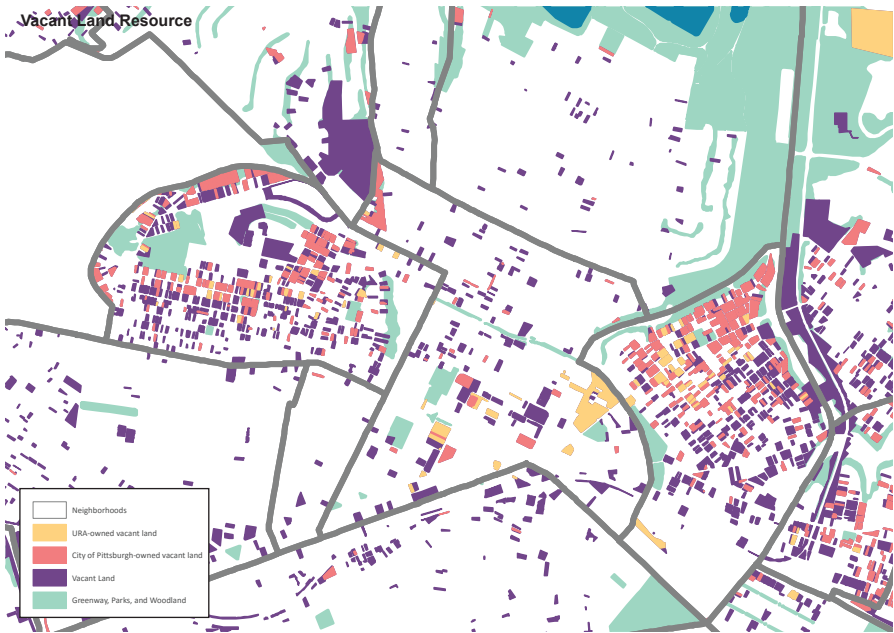 Vacant Land Resource
Neighborhoods
URA-owned vacant land
City of Pittsburgh-owned vacant land
Vacant Land
Greenway, Parks, and Woodland